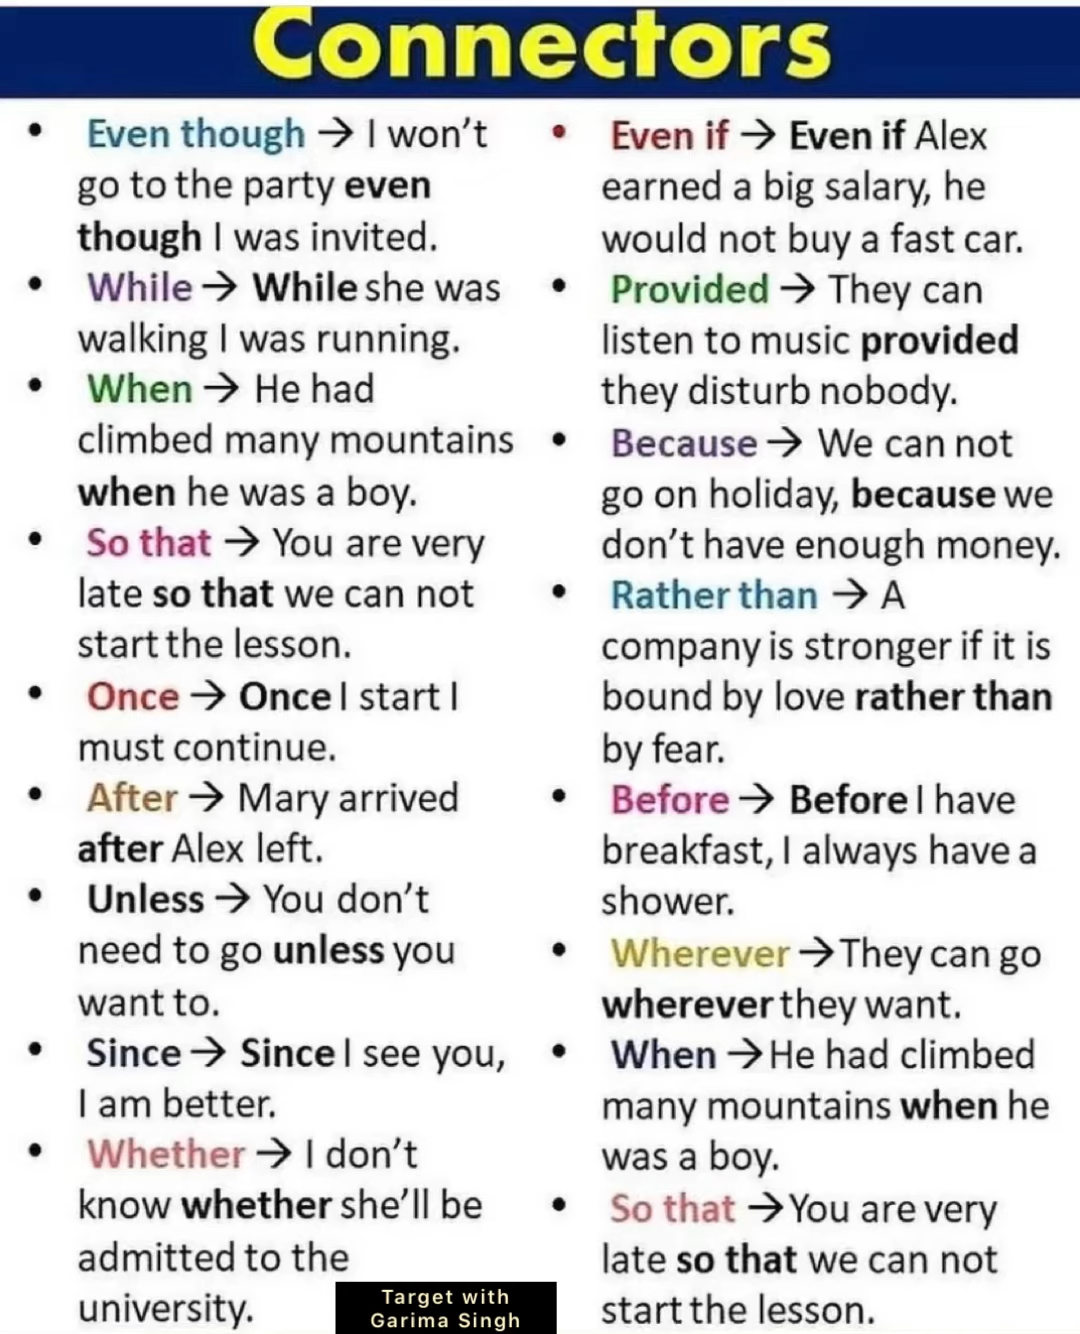 Connectors
• Even though → I won't
go to the party even
though I was invited.
• While → While she was
walking I was running.
• When → He had
climbed many mountains
when he was a boy.
• So that → You are very
late so that we can not
start the lesson.
• Once → Once I start I
must continue.
• After → Mary arrived
after Alex left.
• Unless → You don't
need to go unless you
want to.
• Since → Since I see you,
I am better.
• Whether → I don't
know whether she'll be
admitted to the
university.
• Even if → Even if Alex
earned a big salary, he
would not buy a fast car.
• Provided → They can
listen to music provided
they disturb nobody.
• Because → We can not
go on holiday, because we
don't have enough money.
• Rather than → A
company is stronger if it is
bound by love rather than
by fear.
• Before → Before I have
breakfast, I always have a
shower.
• Wherever → They can go
wherever they want.
• When → He had climbed
many mountains when he
was a boy.
• So that → You are very
late so that we can not
start the lesson.
Target with
Garima Singh